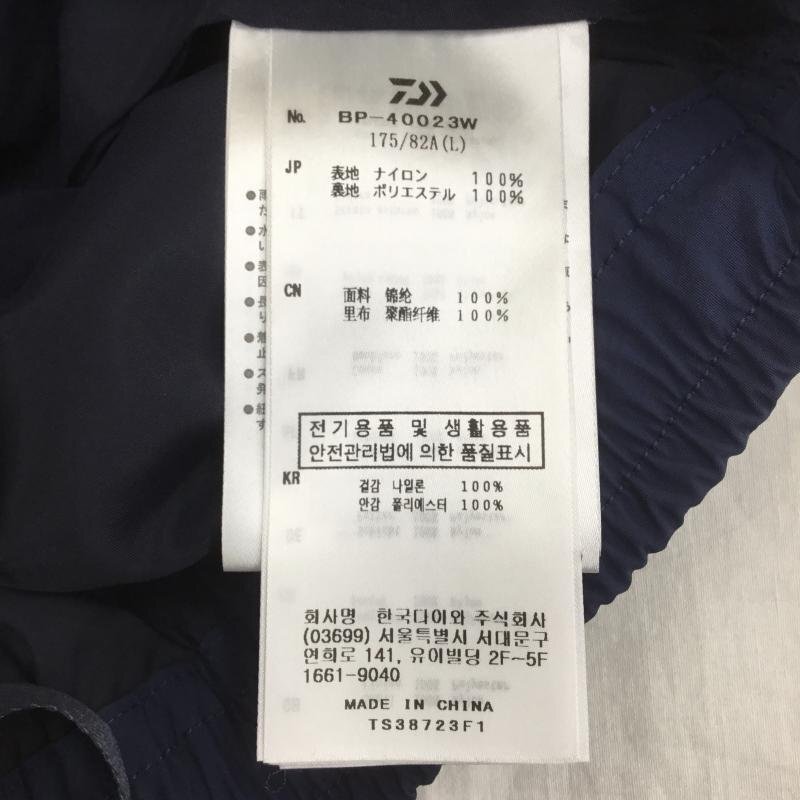 No. BP-40023W
175/82A(L)
JP 表地 ナイロン 100%
裏地 ポリエステル 100%
CN 面料 锦纶 100%
里布 聚酯纤维 100%
전기용품 및 생활용품
안전관리법에 의한 품질표시
KR 겉감 나일론 100%
안감 폴리에스터 100%
회사명 한국다이와 주식회사
(03699) 서울특별시 서대문구
연희로 141, 유이빌딩 2F~5F
1661-9040
MADE IN CHINA
TS38723F1